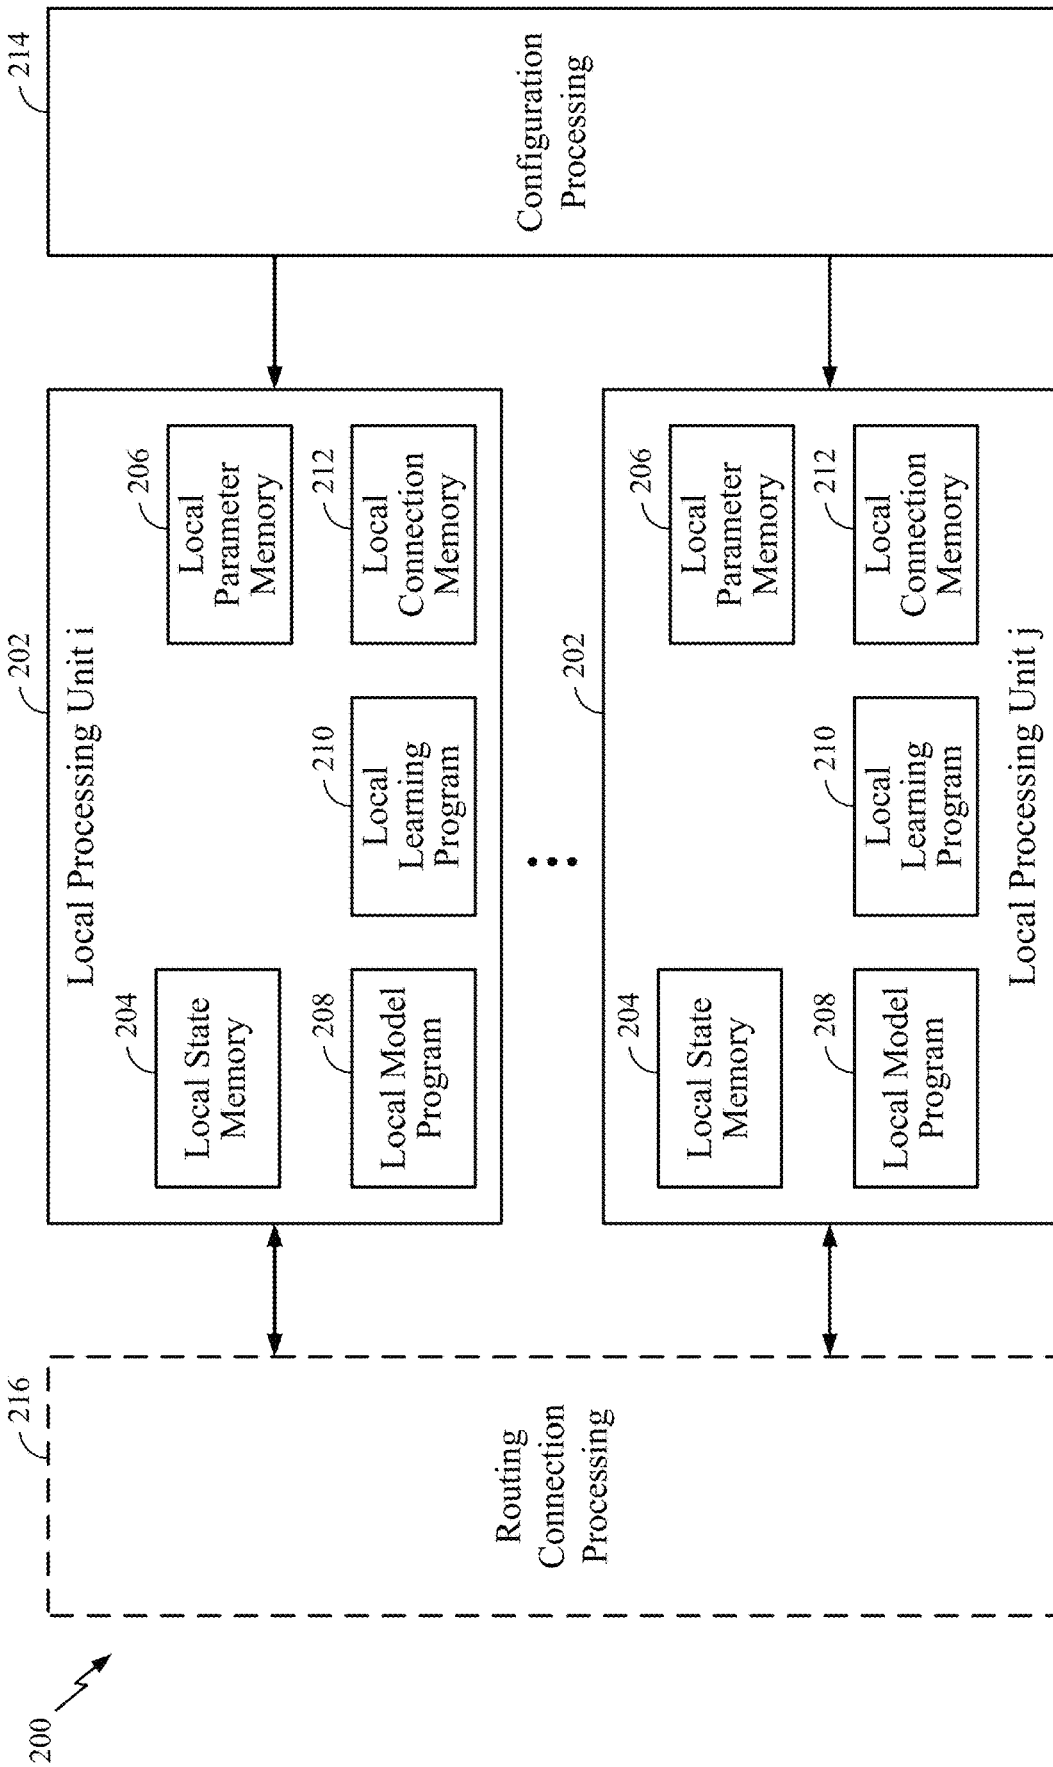 200
216
Routing
Connection
Processing
202
Local Processing Unit i
204
Local State
Memory
206
Local
Parameter
Memory
208
Local Model
Program
210
Local
Learning
Program
212
Local
Connection
Memory
202
204
Local State
Memory
206
Local
Parameter
Memory
208
Local Model
Program
210
Local
Learning
Program
212
Local
Connection
Memory
Local Processing Unit j
214
Configuration
Processing